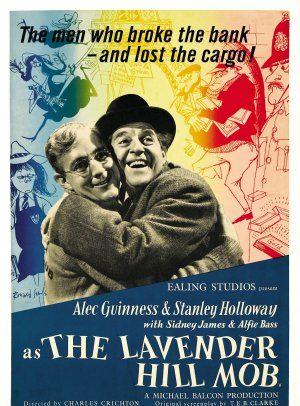 The men who broke the bank
—and lost the cargo!
EALING STUDIOS present
Alec Guinness & Stanley Holloway
with Sidney James & Alfie Bass
as THE LAVENDER
HILL MOB
A MICHAEL BALCON PRODUCTION
Directed by CHARLES CRICHTON Original screenplay by T.E.B. CLARKE